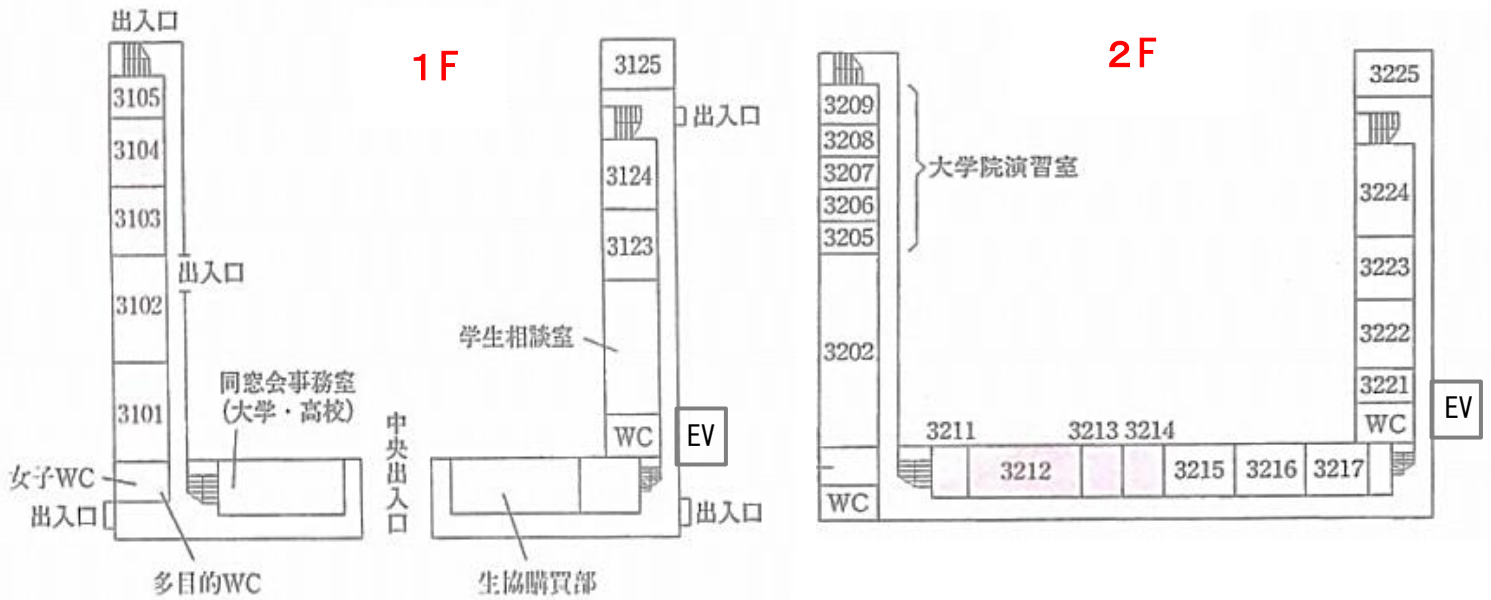 出入口
1F
3105
3104
3103
出入口
3102
3101
同窓会事務室
(大学・高校)
女子WC
出入口
多目的WC
中央出入口
3125
出入口
3124
3123
学生相談室
WC
EV
出入口
生協購買部
2F
3209
3208
3207
3206
3205
大学院演習室
3202
WC
3211
3212
3213
3214
3215
3216
3217
3225
3224
3223
3222
3221
WC
EV